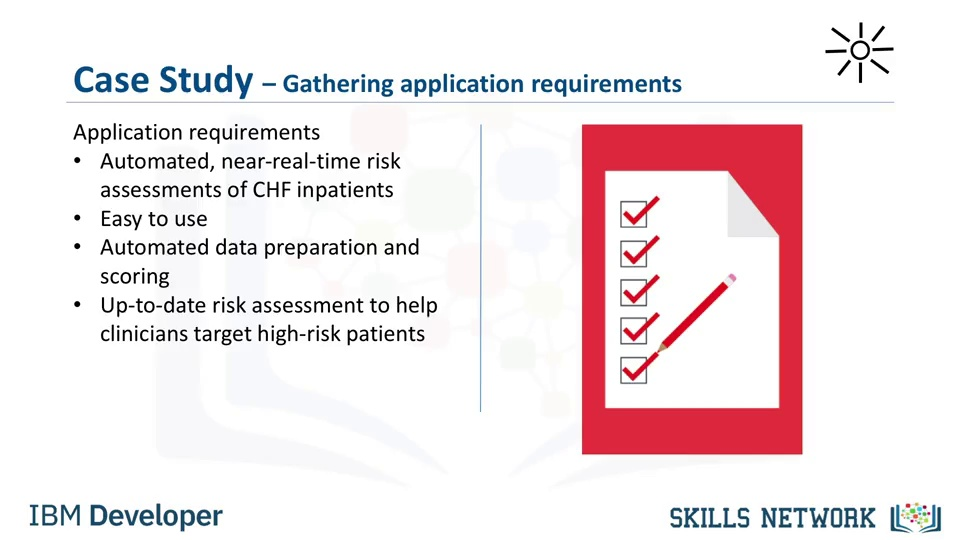 Case Study – Gathering application requirements
Application requirements
• Automated, near-real-time risk
assessments of CHF inpatients
• Easy to use
• Automated data preparation and
scoring
• Up-to-date risk assessment to help
clinicians target high-risk patients
IBM Developer
SKILLS NETWORK